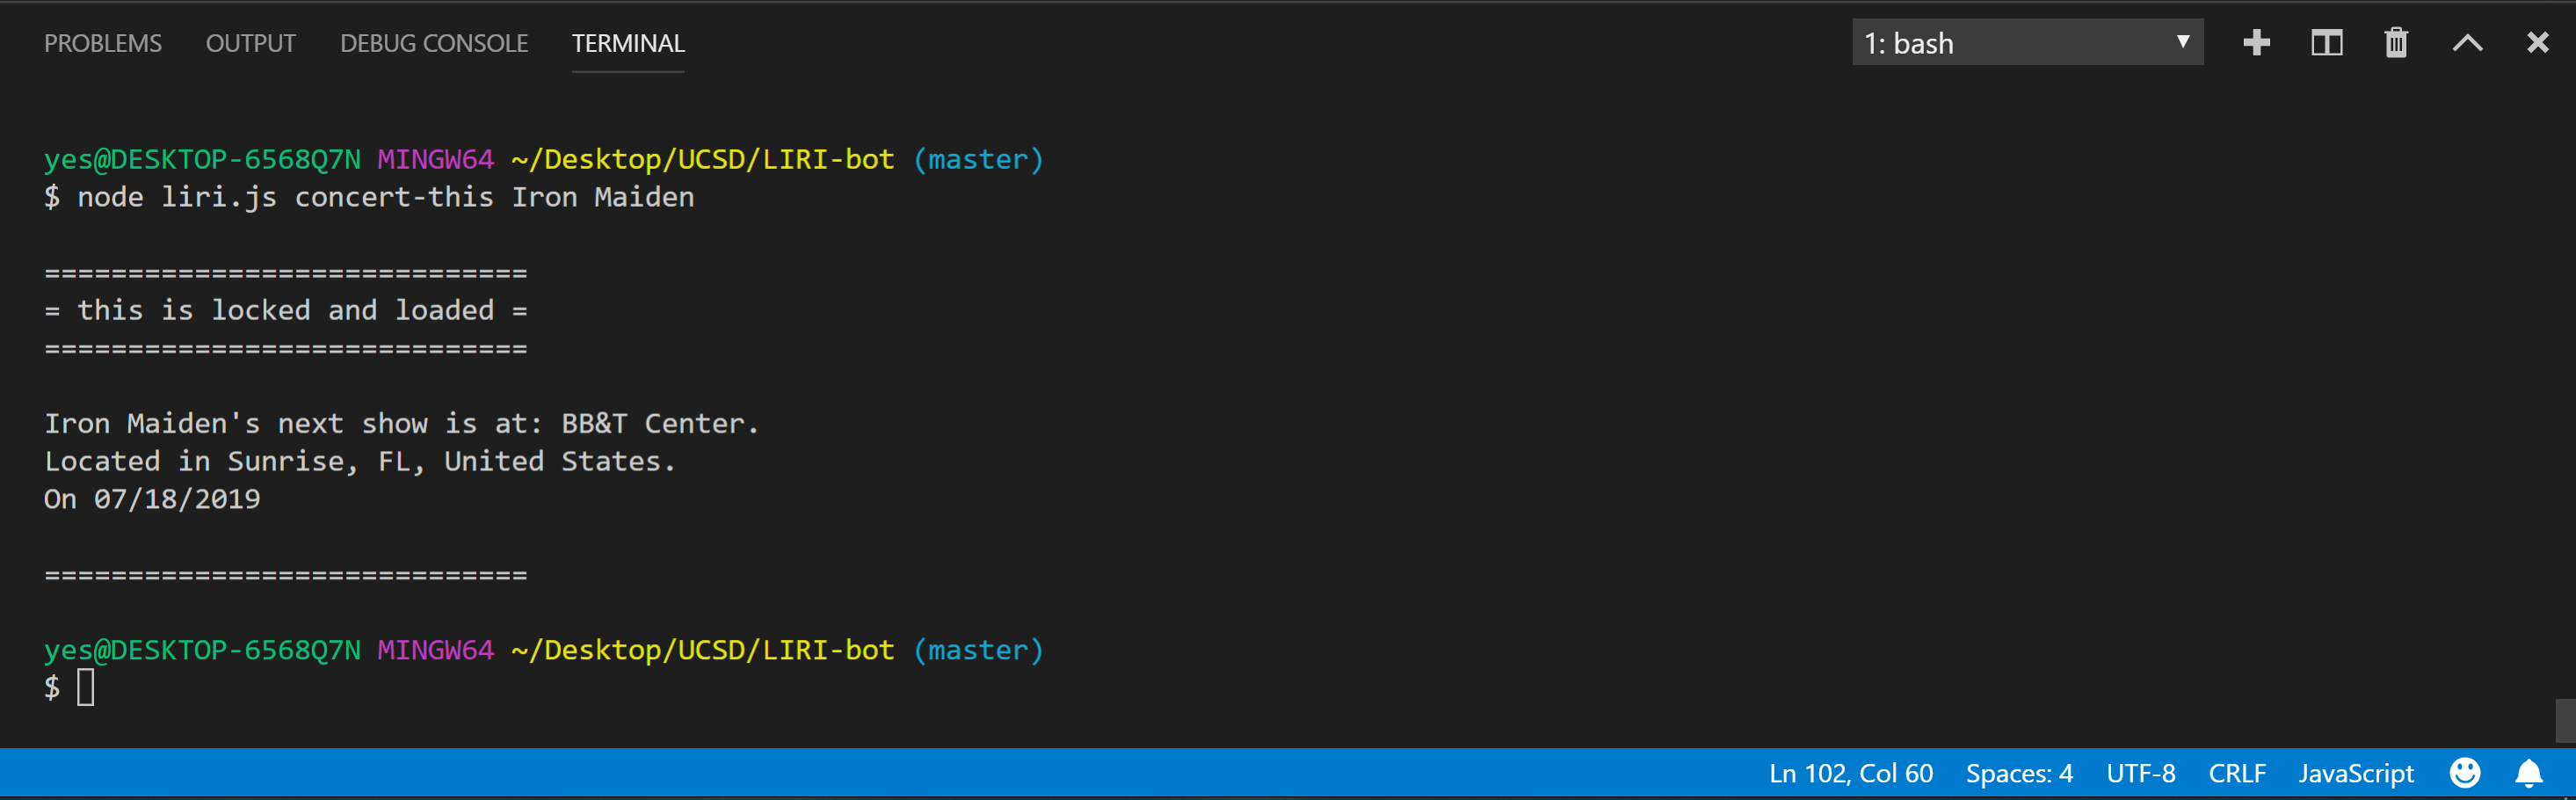 PROBLEMS OUTPUT DEBUG CONSOLE TERMINAL 1: bash
yes@DESKTOP-6568Q7N MINGW64 ~/Desktop/UCSD/LIRI-bot (master)
$ node liri.js concert-this Iron Maiden
=============================
= this is locked and loaded =
=============================
Iron Maiden's next show is at: BB&T Center.
Located in Sunrise, FL, United States.
On 07/18/2019
=============================
yes@DESKTOP-6568Q7N MINGW64 ~/Desktop/UCSD/LIRI-bot (master)
$
Ln 102, Col 60 Spaces: 4 UTF-8 CRLF JavaScript